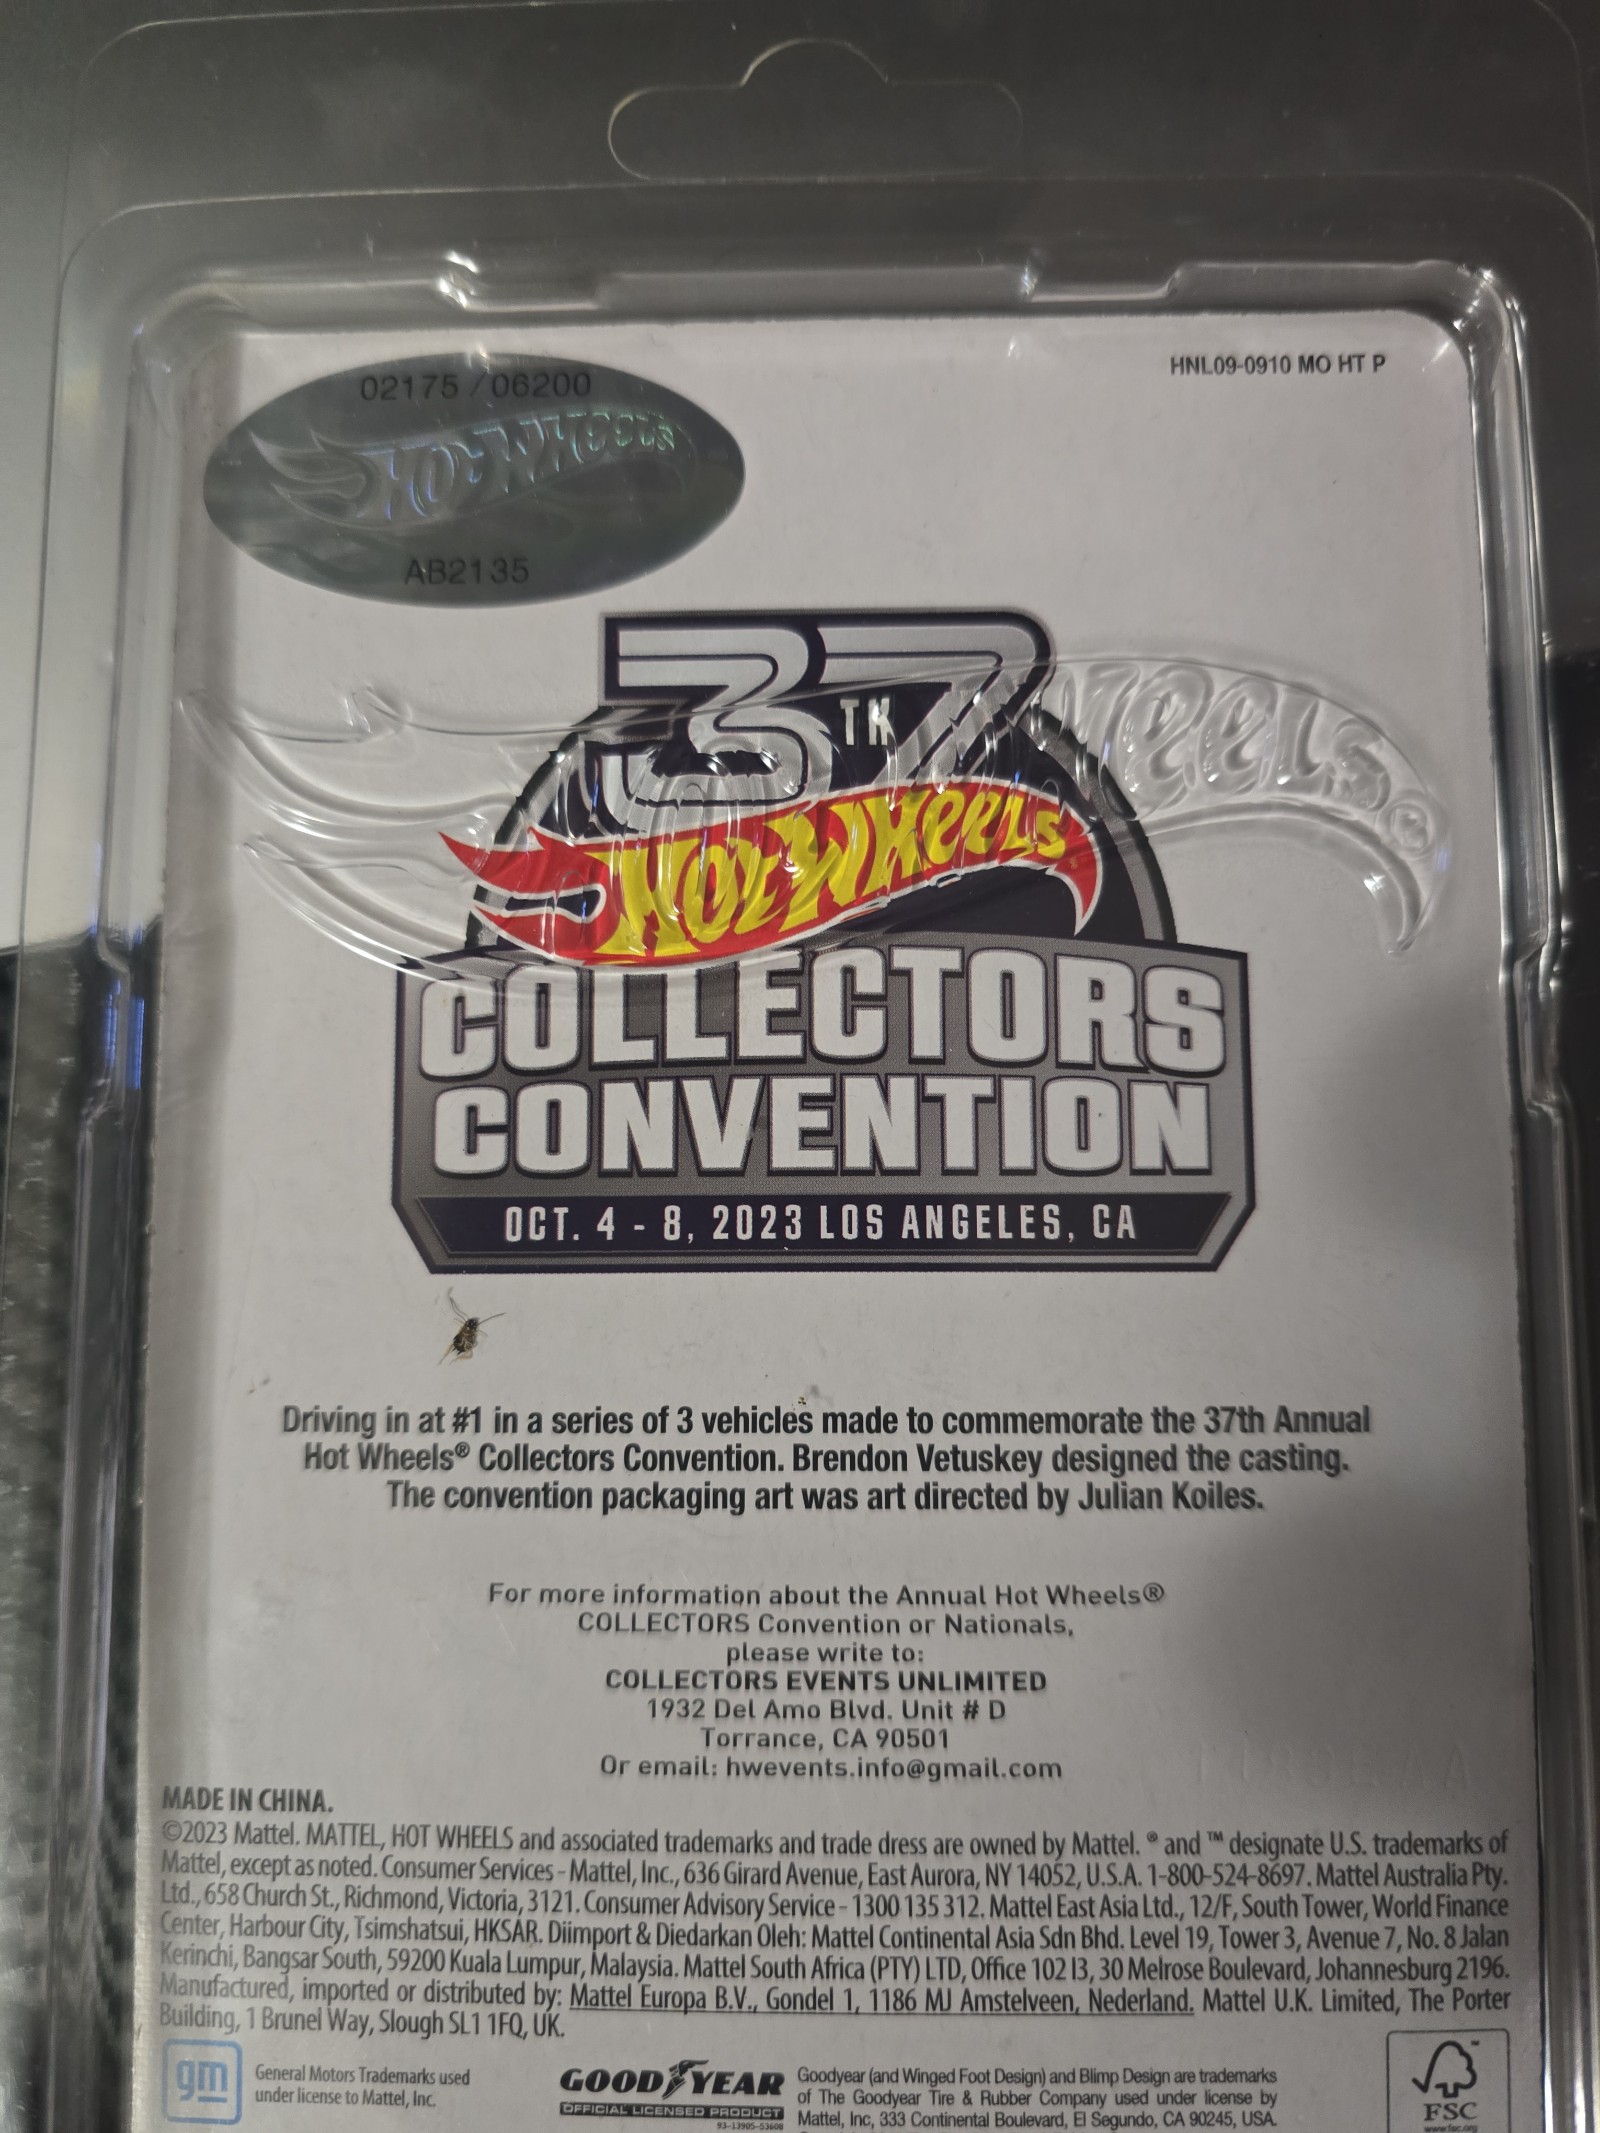 HNL09-0910 MO HT P
02175 / 06200
HOT WHEELS
AB2135
37TH
WHEELS®
HOT WHEELS
COLLECTORS
CONVENTION
OCT. 4 - 8, 2023 LOS ANGELES, CA
Driving in at #1 in a series of 3 vehicles made to commemorate the 37th Annual
Hot Wheels® Collectors Convention. Brendon Vetuskey designed the casting.
The convention packaging art was art directed by Julian Koiles.
For more information about the Annual Hot Wheels®
COLLECTORS Convention or Nationals,
please write to:
COLLECTORS EVENTS UNLIMITED
1932 Del Amo Blvd. Unit # D
Torrance, CA 90501
Or email: hwevents.info@gmail.com
MADE IN CHINA.
©2023 Mattel. MATTEL, HOT WHEELS and associated trademarks and trade dress are owned by Mattel. ® and ™ designate U.S. trademarks of
Mattel, except as noted. Consumer Services - Mattel, Inc., 636 Girard Avenue, East Aurora, NY 14052, U.S.A. 1-800-524-8697. Mattel Australia Pty.
Ltd., 658 Church St., Richmond, Victoria, 3121. Consumer Advisory Service - 1300 135 312. Mattel East Asia Ltd., 12/F, South Tower, World Finance
Center, Harbour City, Tsimshatsui, HKSAR. Diimport & Diedarkan Oleh: Mattel Continental Asia Sdn Bhd. Level 19, Tower 3, Avenue 7, No. 8 Jalan
Kerinchi, Bangsar South, 59200 Kuala Lumpur, Malaysia. Mattel South Africa (PTY) LTD, Office 102 I3, 30 Melrose Boulevard, Johannesburg 2196.
Manufactured, imported or distributed by: Mattel Europa B.V., Gondel 1, 1186 MJ Amstelveen, Nederland. Mattel U.K. Limited, The Porter
Building, 1 Brunel Way, Slough SL1 1FQ, UK.
gm
General Motors Trademarks used
under license to Mattel, Inc.
GOODYEAR
OFFICIAL LICENSED PRODUCT
93-13905-53608
Goodyear (and Winged Foot Design) and Blimp Design are trademarks
of The Goodyear Tire & Rubber Company used under license by
Mattel, Inc, 333 Continental Boulevard, El Segundo, CA 90245, USA.
FSC
www.fsc.org